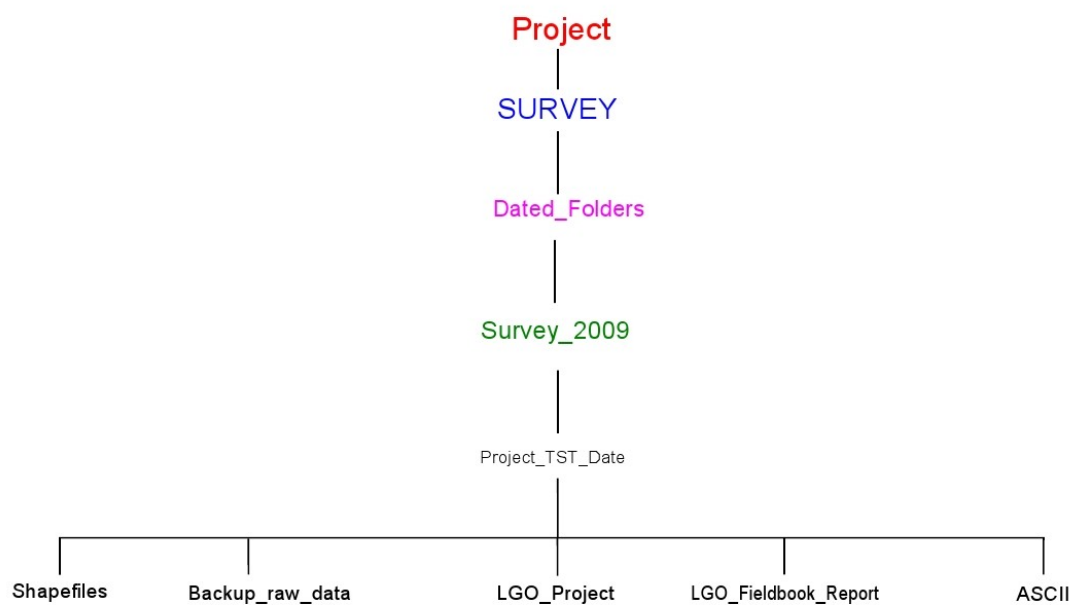 Project
SURVEY
Dated_Folders
Survey_2009
Project_TST_Date
Shapefiles
Backup_raw_data
LGO_Project
LGO_Fieldbook_Report
ASCII